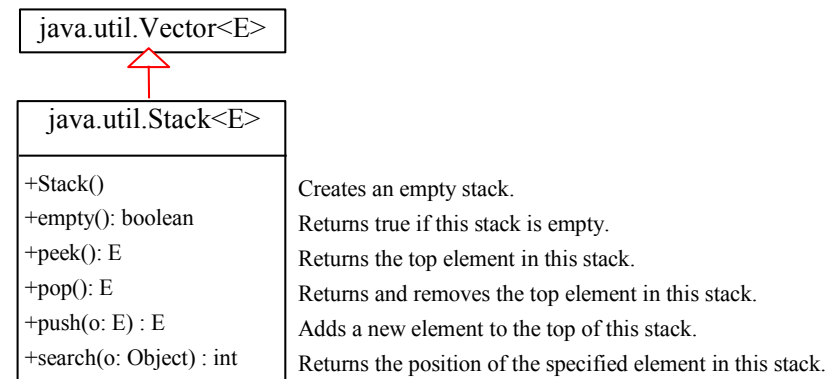 java.util.Vector<E>
java.util.Stack<E>
+Stack() Creates an empty stack.
+empty(): boolean Returns true if this stack is empty.
+peek(): E Returns the top element in this stack.
+pop(): E Returns and removes the top element in this stack.
+push(o: E) : E Adds a new element to the top of this stack.
+search(o: Object) : int Returns the position of the specified element in this stack.